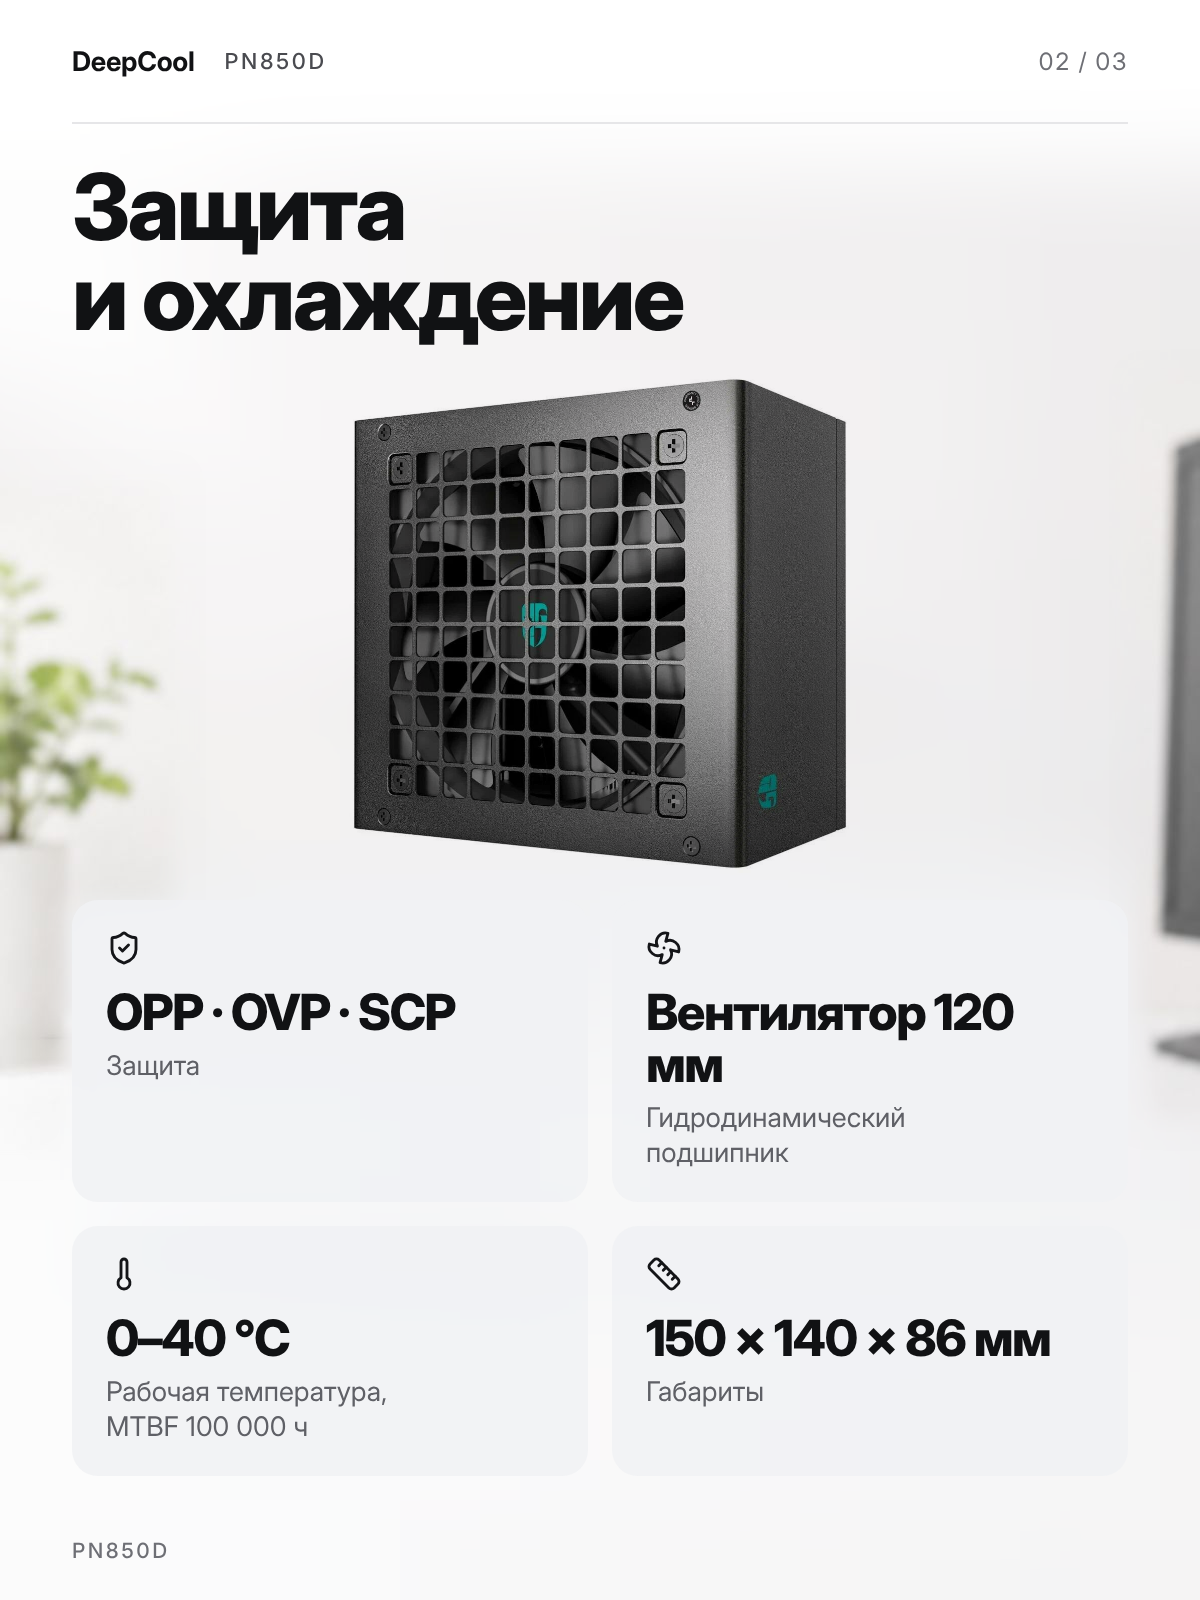 DeepCool PN850D 02 / 03
Защита
и охлаждение
OPP · OVP · SCP
Защита
Вентилятор 120
мм
Гидродинамический
подшипник
0–40 °C
Рабочая температура,
MTBF 100 000 ч
150 × 140 × 86 мм
Габариты
PN850D